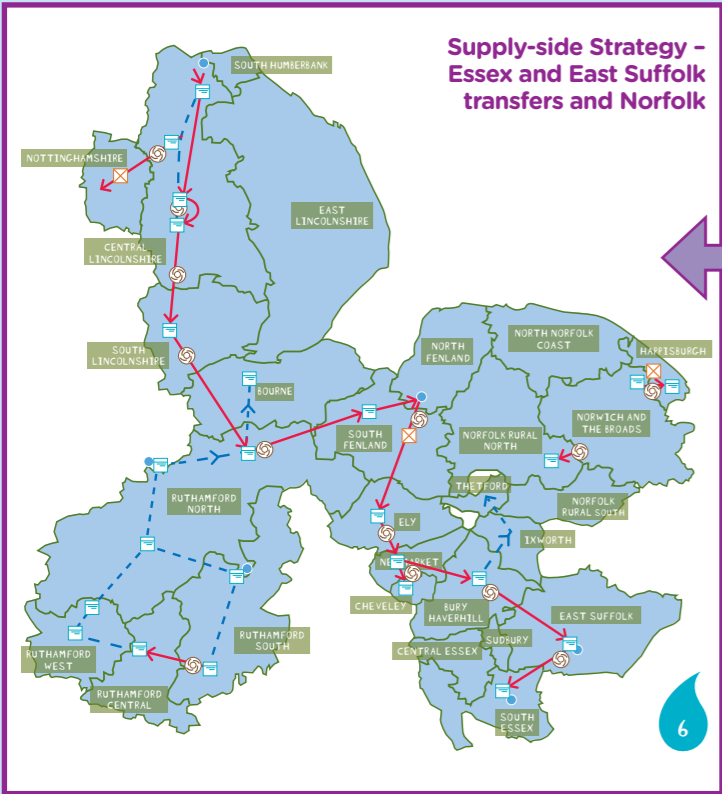 Supply-side Strategy –
Essex and East Suffolk
transfers and Norfolk
SOUTH HUMBERBANK
NOTTINGHAMSHIRE
EAST
LINCOLNSHIRE
CENTRAL
LINCOLNSHIRE
SOUTH
LINCOLNSHIRE
BOURNE
NORTH
FENLAND
NORTH NORFOLK
COAST
HAPPISBURGH
SOUTH
FENLAND
NORFOLK RURAL
NORTH
NORWICH AND
THE BROADS
THETFORD
NORFOLK
RURAL SOUTH
RUTHAMFORD
NORTH
ELY
IXWORTH
NEWMARKET
CHEVELEY
BURY
HAVERHILL
EAST SUFFOLK
SUDBURY
CENTRAL ESSEX
RUTHAMFORD
SOUTH
RUTHAMFORD
WEST
RUTHAMFORD
CENTRAL
SOUTH
ESSEX
6